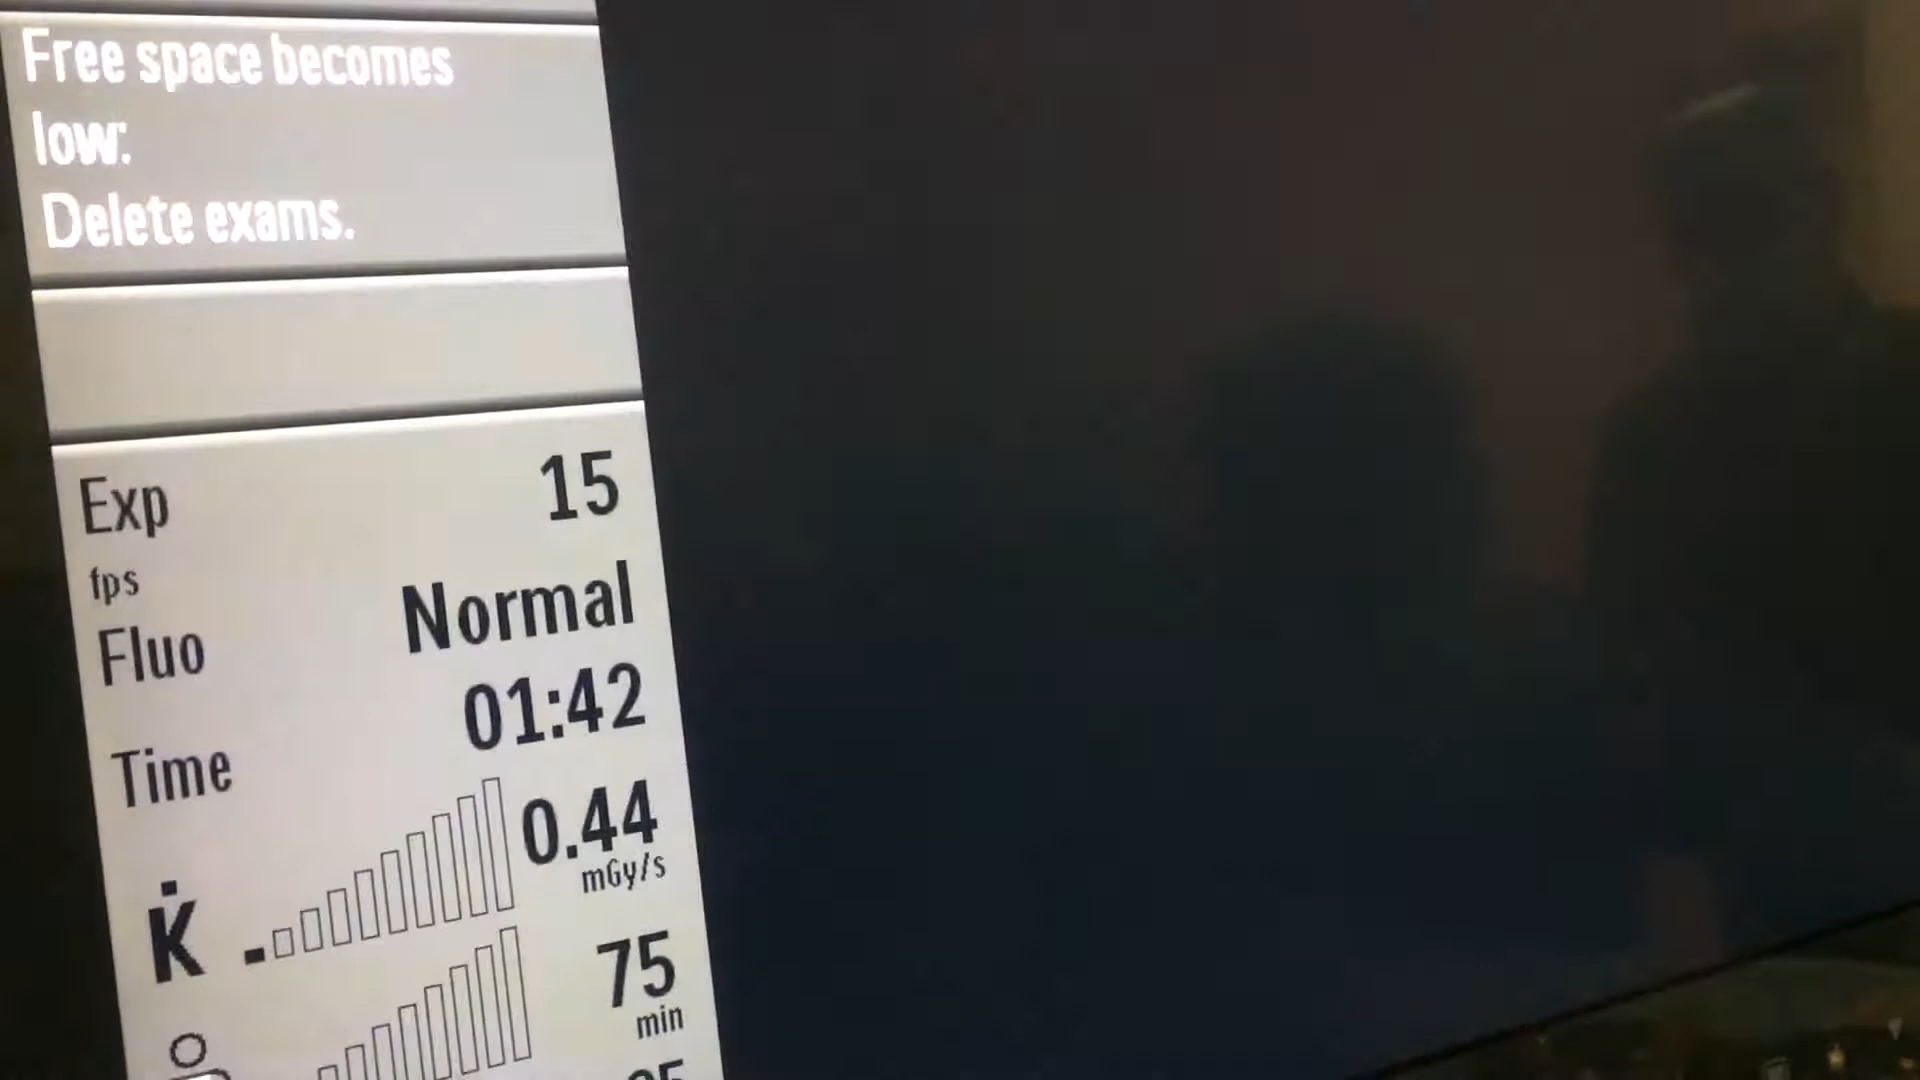 Free space becomes
low:
Delete exams.
Exp 15
fps
Fluo Normal
01:42
Time
0.44
mGy/s
K̇
75
min